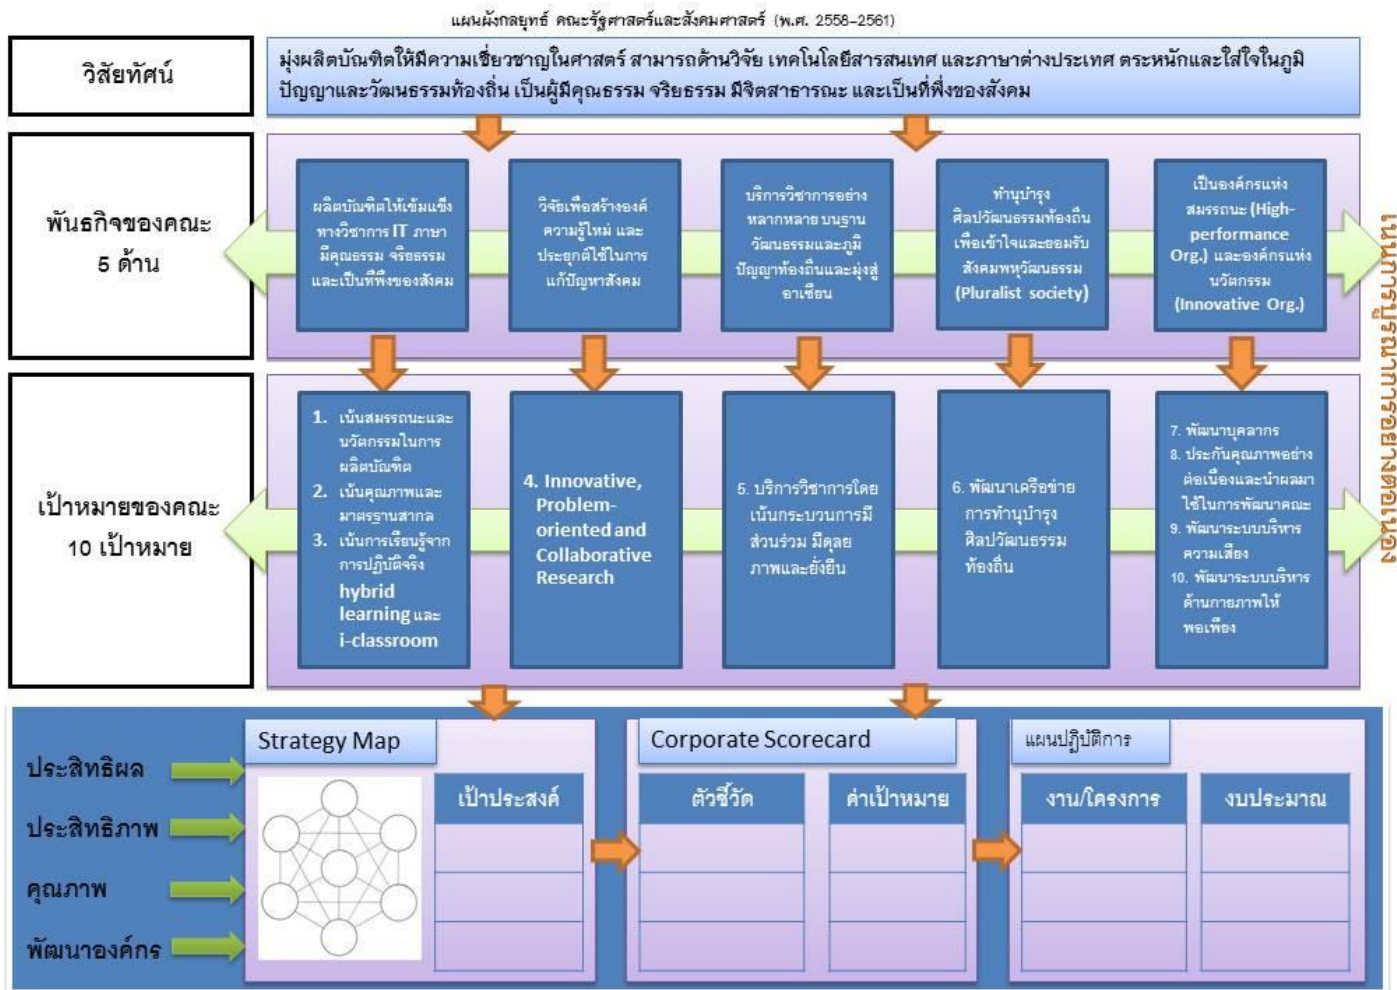 แผนผังกลยุทธ์ คณะรัฐศาสตร์และสังคมศาสตร์ (พ.ศ. 2558-2561)
วิสัยทัศน์
มุ่งผลิตบัณฑิตให้มีความเชี่ยวชาญในศาสตร์ สามารถด้านวิจัย เทคโนโลยีสารสนเทศ และภาษาต่างประเทศ ตระหนักและใส่ใจในภูมิ
ปัญญาและวัฒนธรรมท้องถิ่น เป็นผู้มีคุณธรรม จริยธรรม มีจิตสาธารณะ และเป็นที่พึ่งของสังคม
พันธกิจของคณะ
5 ด้าน
ผลิตบัณฑิตให้เข้มแข็ง
ทางวิชาการ IT ภาษา
มีคุณธรรม จริยธรรม
และเป็นที่พึ่งของสังคม
วิจัยเพื่อสร้างองค์
ความรู้ใหม่ และ
ประยุกต์ใช้ในการ
แก้ปัญหาสังคม
บริการวิชาการอย่าง
หลากหลาย บนฐาน
วัฒนธรรมและภูมิ
ปัญญาท้องถิ่นและมุ่งสู่
อาเซียน
ทำนุบำรุง
ศิลปวัฒนธรรมท้องถิ่น
เพื่อเข้าใจและยอมรับ
สังคมพหุวัฒนธรรม
(Pluralist society)
เป็นองค์กรแห่ง
สมรรถนะ (High-
performance
Org.) และองค์กรแห่ง
นวัตกรรม
(Innovative Org.)
เน้นการบูรณาการอย่างต่อเนื่อง
เป้าหมายของคณะ
10 เป้าหมาย
1. เน้นสมรรถนะและ
นวัตกรรมในการ
ผลิตบัณฑิต
2. เน้นคุณภาพและ
มาตรฐานสากล
3. เน้นการเรียนรู้จาก
การปฏิบัติจริง
hybrid
learning และ
i-classroom
4. Innovative,
Problem-
oriented and
Collaborative
Research
5. บริการวิชาการโดย
เน้นกระบวนการมี
ส่วนร่วม มีดุลย
ภาพและยั่งยืน
6. พัฒนาเครือข่าย
การทำนุบำรุง
ศิลปวัฒนธรรม
ท้องถิ่น
7. พัฒนาบุคลากร
8. ประกันคุณภาพอย่าง
ต่อเนื่องและนำผลมา
ใช้ในการพัฒนาคณะ
9. พัฒนาระบบบริหาร
ความเสี่ยง
10. พัฒนาระบบบริหาร
ด้านกายภาพให้
พอเพียง
ประสิทธิผล
ประสิทธิภาพ
คุณภาพ
พัฒนาองค์กร
Strategy Map
เป้าประสงค์
Corporate Scorecard
ตัวชี้วัด
ค่าเป้าหมาย
แผนปฏิบัติการ
งาน/โครงการ
งบประมาณ